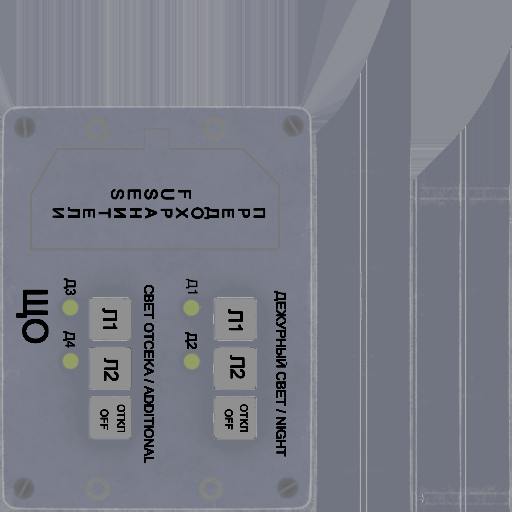 ПРЕДОХРАНИТЕЛИ
FUSES
ДЕЖУРНЫЙ СВЕТ / NIGHT
Л1 Л2 ОТКЛ
OFF
Д1 Д2
СВЕТ ОТСЕКА / ADDITIONAL
Л1 Л2 ОТКЛ
OFF
Д3 Д4
ЩО